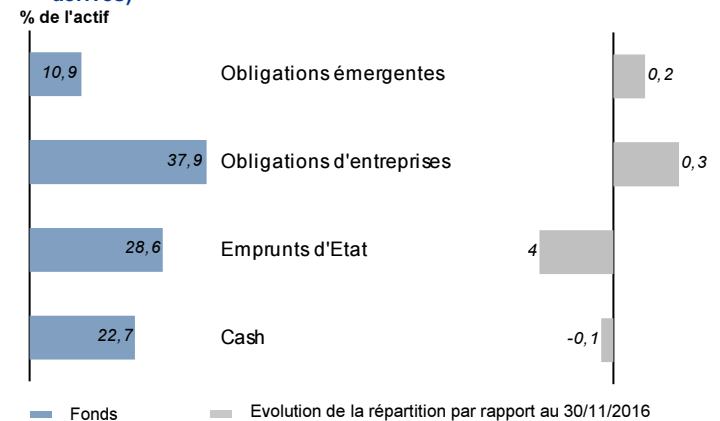 % de l'actif
10,9 Obligations émergentes 0,2
37,9 Obligations d'entreprises 0,3
28,6 Emprunts d'Etat 4
22,7 Cash -0,1
Fonds Evolution de la répartition par rapport au 30/11/2016